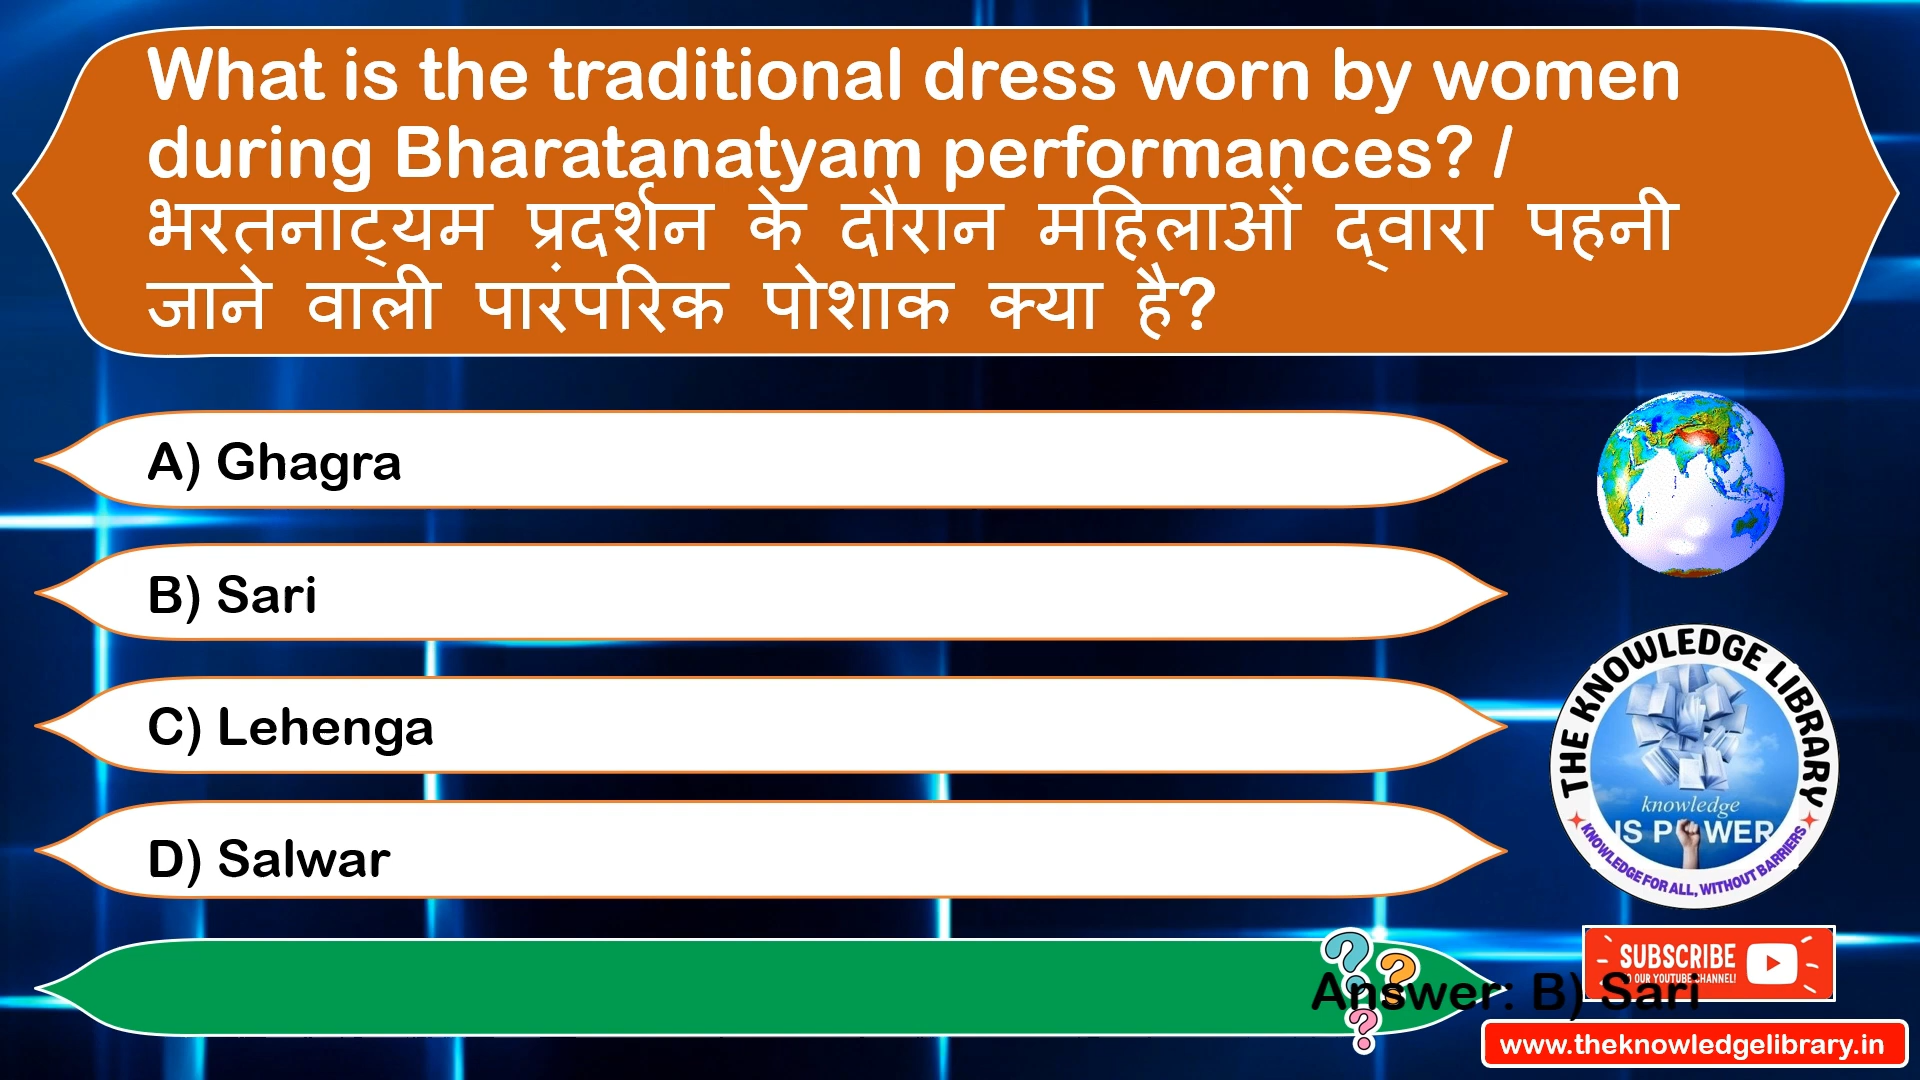 What is the traditional dress worn by women
during Bharatanatyam performances? /
भरतनाट्यम प्रदर्शन के दौरान महिलाओं द्वारा पहनी
जाने वाली पारंपरिक पोशाक क्या है?
A) Ghagra
B) Sari
C) Lehenga
D) Salwar
THE KNOWLEDGE LIBRARY
knowledge
IS POWER
KNOWLEDGE FOR ALL, WITHOUT BARRIERS
SUBSCRIBE
TO OUR YOUTUBE CHANNEL!
Answer: B) Sari
www.theknowledgelibrary.in